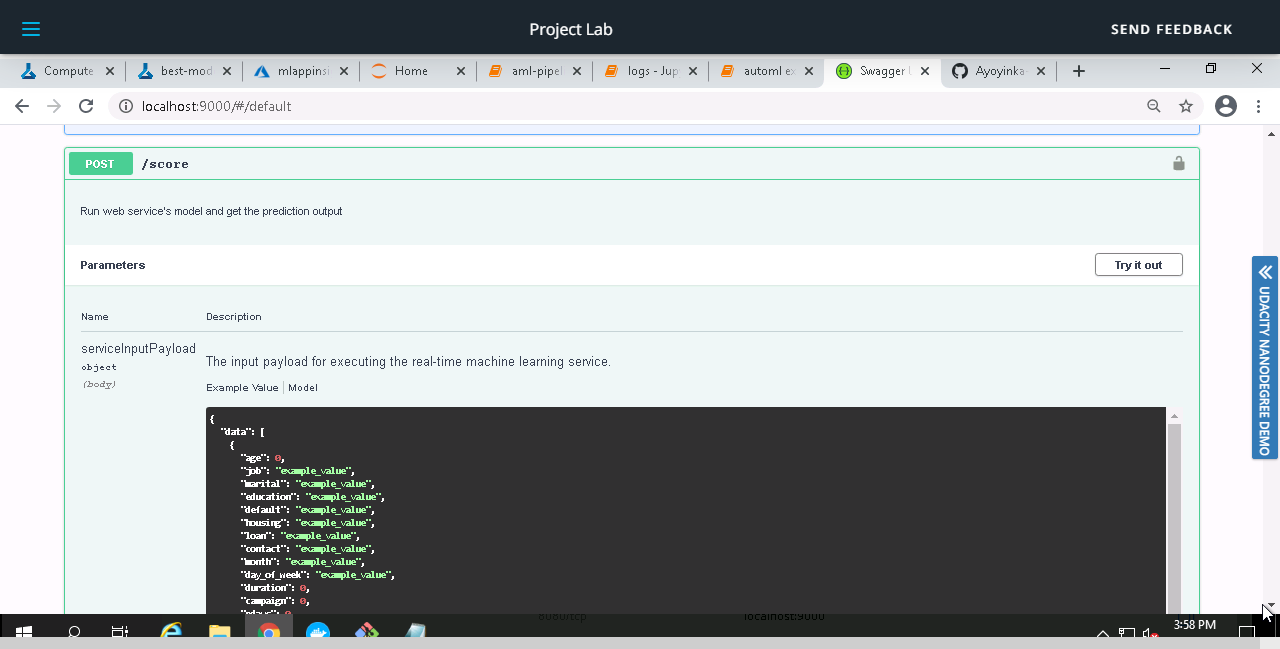 Project Lab
SEND FEEDBACK
Compute
best-mod
mlappinsi
Home
aml-pipel
logs - Jup
automl ex
Swagger U
Ayoyinka-
localhost:9000/#/default
POST /score
Run web service's model and get the prediction output
Parameters
Try it out
Name Description
serviceInputPayload
object
(body)
The input payload for executing the real-time machine learning service.
Example Value | Model
{
"data": [
{
"age": 0,
"job": "example_value",
"marital": "example_value",
"education": "example_value",
"default": "example_value",
"housing": "example_value",
"loan": "example_value",
"contact": "example_value",
"month": "example_value",
"day_of_week": "example_value",
"duration": 0,
"campaign": 0,
"pdays": 0
UDACITY NANODEGREE DEMO
localhost:9000
3:58 PM